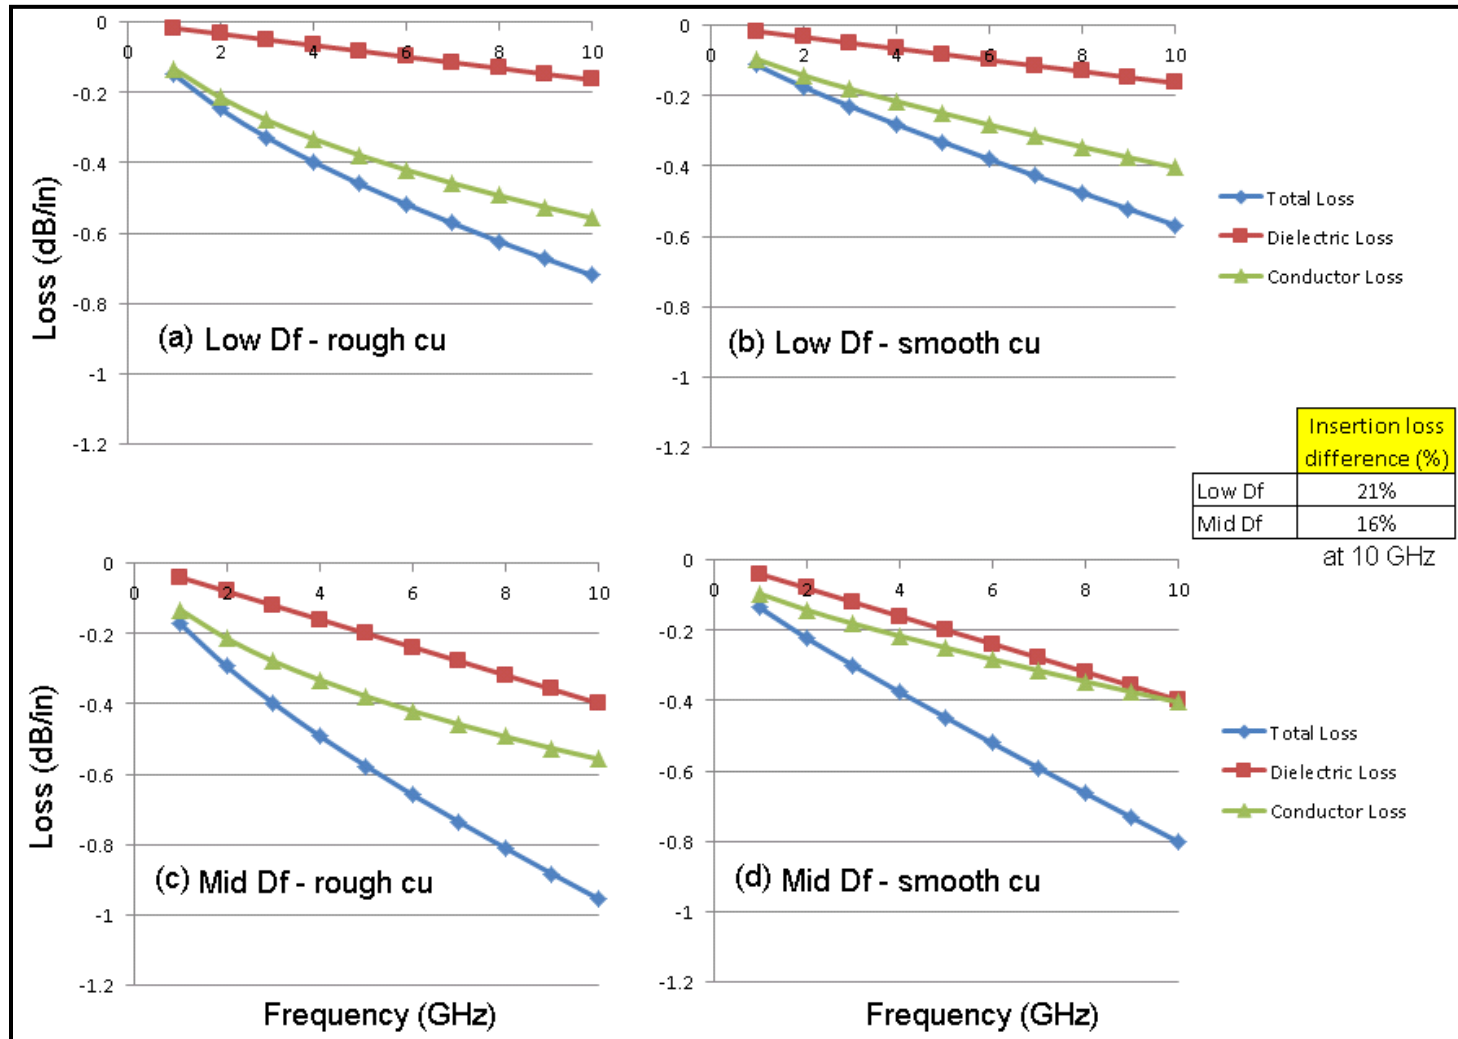 0
0 2 4 6 8 10
-0.2
-0.4
-0.6
-0.8
-1
-1.2
Loss (dB/in)
(a) Low Df - rough cu
0
0 2 4 6 8 10
-0.2
-0.4
-0.6
-0.8
-1
-1.2
(b) Low Df - smooth cu
Total Loss
Dielectric Loss
Conductor Loss
Insertion loss
difference (%)
Low Df 21%
Mid Df 16%
at 10 GHz
0
0 2 4 6 8 10
-0.2
-0.4
-0.6
-0.8
-1
-1.2
Loss (dB/in)
(c) Mid Df - rough cu
Frequency (GHz)
0
0 2 4 6 8 10
-0.2
-0.4
-0.6
-0.8
-1
-1.2
(d) Mid Df - smooth cu
Frequency (GHz)
Total Loss
Dielectric Loss
Conductor Loss